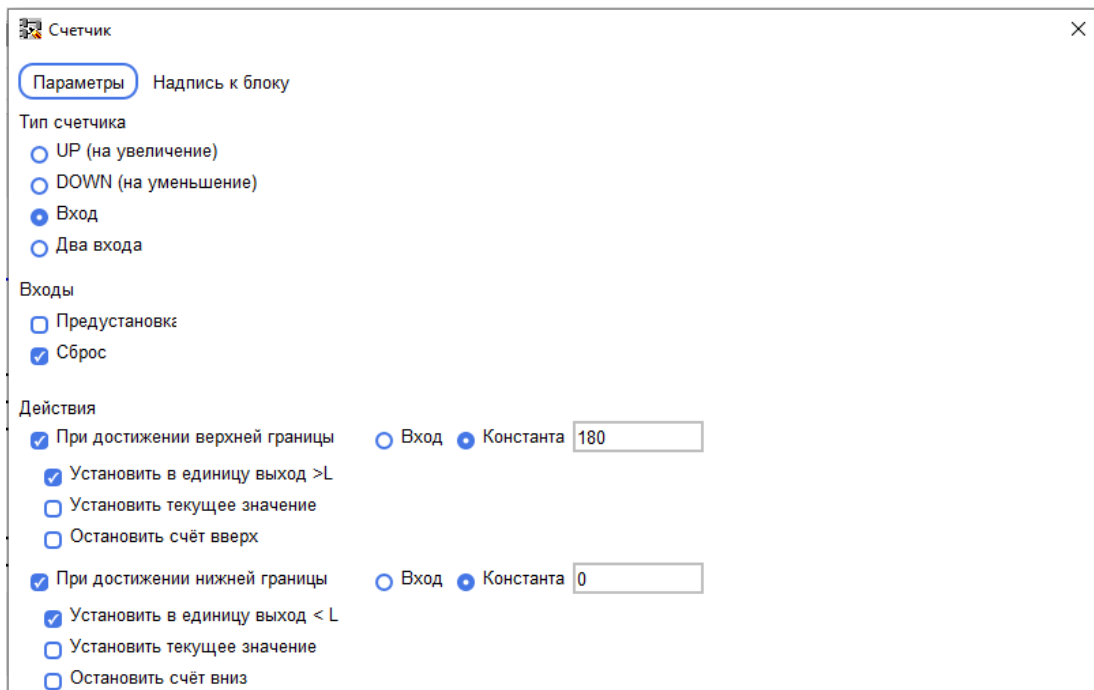 Счетчик
Параметры Надпись к блоку
Тип счетчика
UP (на увеличение)
DOWN (на уменьшение)
Вход
Два входа
Входы
Предустановка
Сброс
Действия
При достижении верхней границы Вход Константа 180
Установить в единицу выход >L
Установить текущее значение
Остановить счёт вверх
При достижении нижней границы Вход Константа 0
Установить в единицу выход < L
Установить текущее значение
Остановить счёт вниз